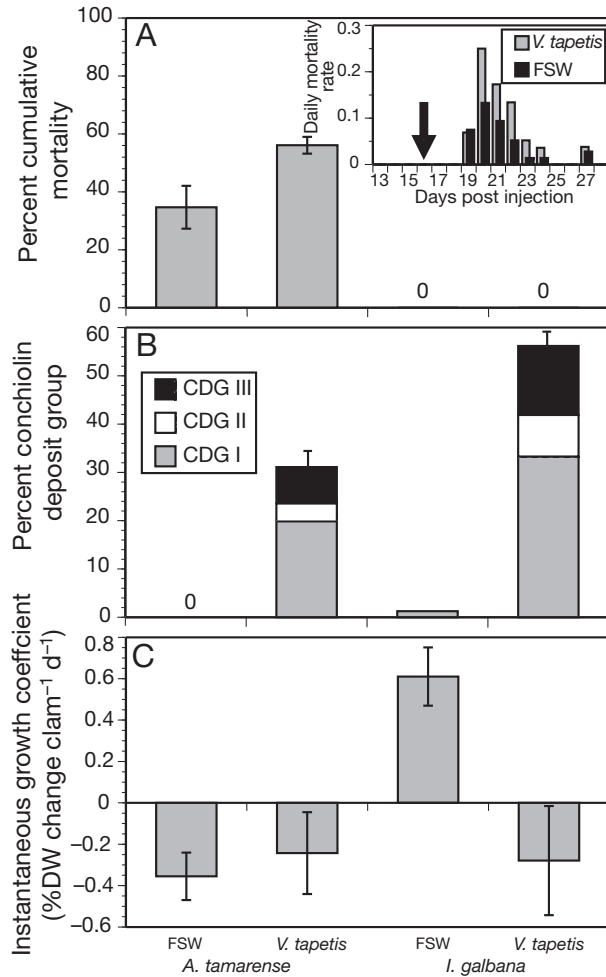 A
Percent cumulative
mortality
100
80
60
40
20
0
0
0
Daily mortality
rate
0.3
0.2
0.1
0
V. tapetis
FSW
13 15 17 19 21 23 25 27
Days post injection
B
Percent conchiolin
deposit group
60
50
40
30
20
10
0
CDG III
CDG II
CDG I
0
C
Instantaneous growth coeffcient
(%DW change clam⁻¹ d⁻¹)
0.8
0.6
0.4
0.2
0
−0.2
−0.4
−0.6
FSW V. tapetis FSW V. tapetis
A. tamarense I. galbana